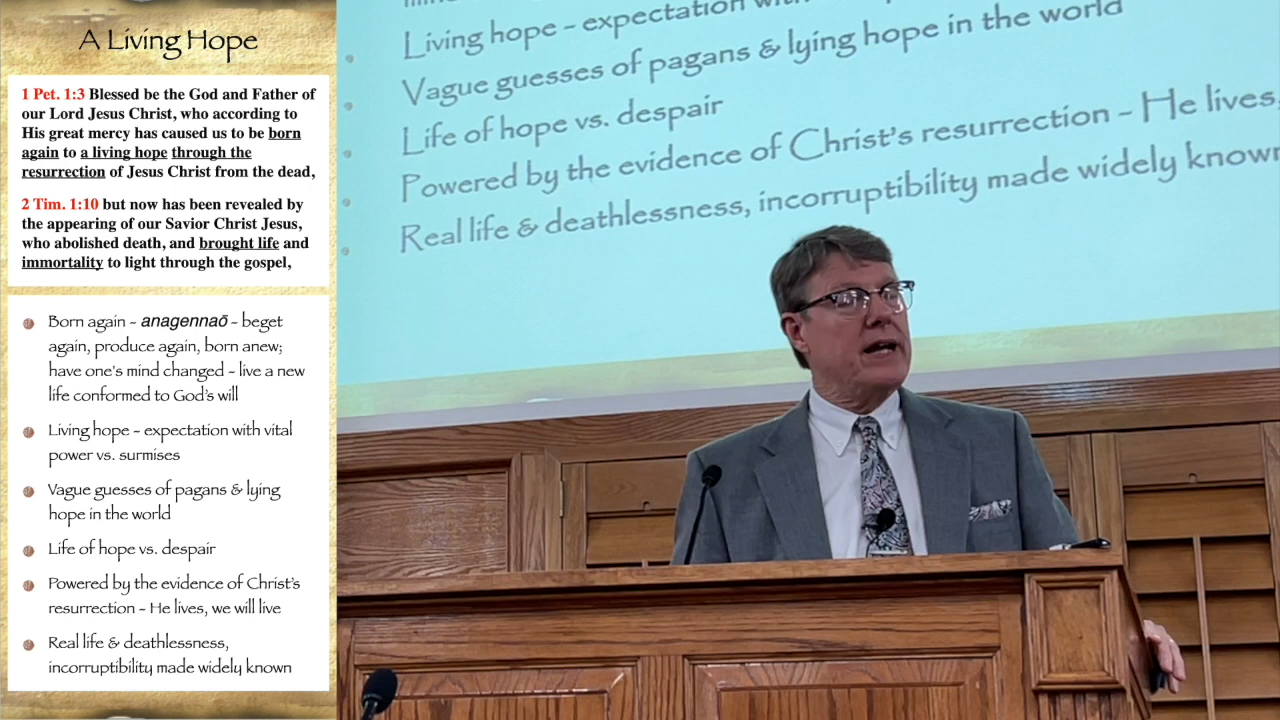 A Living Hope
1 Pet. 1:3 Blessed be the God and Father of
our Lord Jesus Christ, who according to
His great mercy has caused us to be born
again to a living hope through the
resurrection of Jesus Christ from the dead,
2 Tim. 1:10 but now has been revealed by
the appearing of our Savior Christ Jesus,
who abolished death, and brought life and
immortality to light through the gospel,
Born again - anagennaō - beget
again, produce again, born anew;
have one's mind changed - live a new
life conformed to God's will
Living hope - expectation with vital
power vs. surmises
Vague guesses of pagans & lying
hope in the world
Life of hope vs. despair
Powered by the evidence of Christ's
resurrection - He lives, we will live
Real life & deathlessness,
incorruptibility made widely known
Living hope - expectation
Vague guesses of pagans & lying hope in the world
Life of hope vs. despair
Powered by the evidence of Christ's resurrection - He lives,
Real life & deathlessness, incorruptibility made widely known